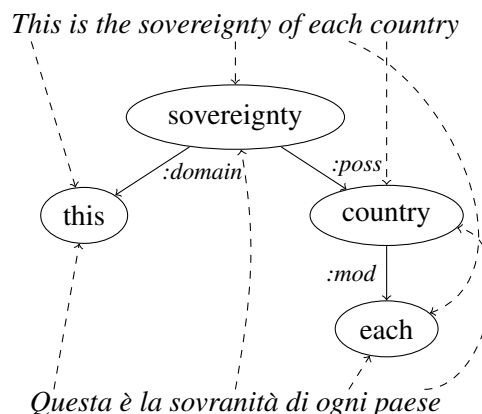 This is the sovereignty of each country
sovereignty
:domain
:poss
this
country
:mod
each
Questa è la sovranità di ogni paese